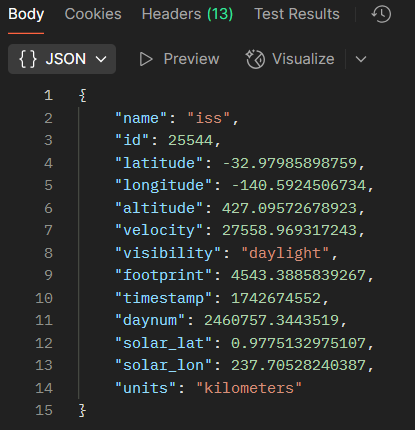 Body Cookies Headers (13) Test Results
{} JSON Preview Visualize
1 {
2 "name": "iss",
3 "id": 25544,
4 "latitude": -32.97985898759,
5 "longitude": -140.5924506734,
6 "altitude": 427.09572678923,
7 "velocity": 27558.969317243,
8 "visibility": "daylight",
9 "footprint": 4543.3885839267,
10 "timestamp": 1742674552,
11 "daynum": 2460757.3443519,
12 "solar_lat": 0.9775132975107,
13 "solar_lon": 237.70528240387,
14 "units": "kilometers"
15 }